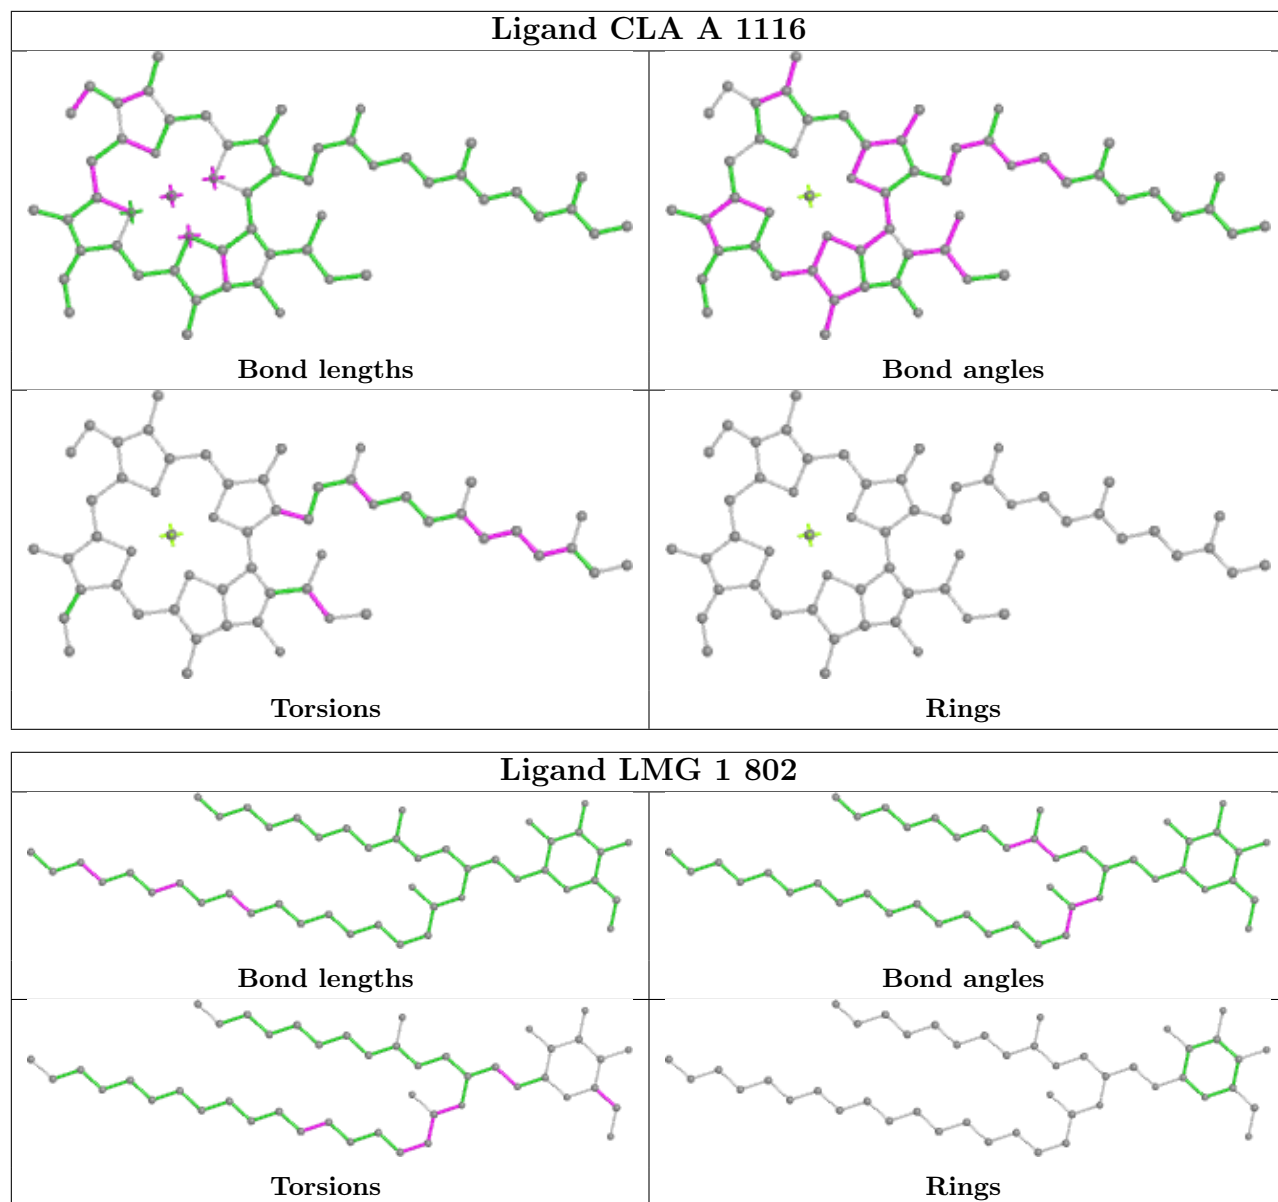 Ligand CLA A 1116
Bond lengths
Bond angles
Torsions
Rings
Ligand LMG 1 802
Bond lengths
Bond angles
Torsions
Rings